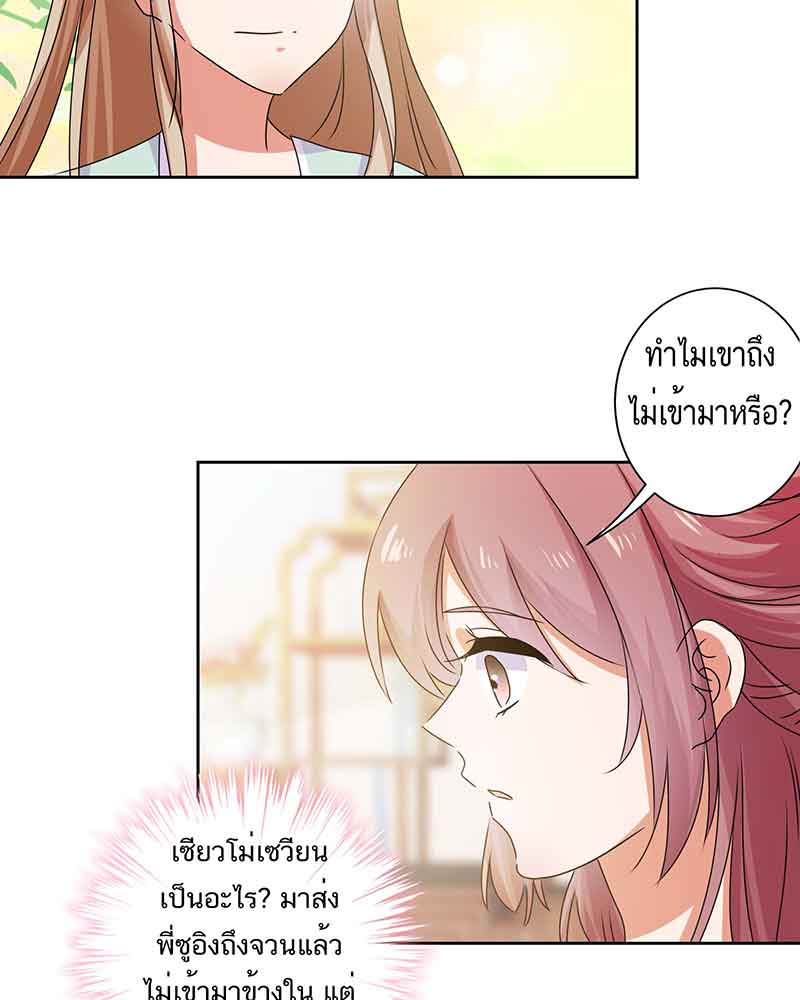 ทำไมเขาถึง
ไม่เข้ามาหรือ?
เซียวโม่เซวียน
เป็นอะไร? มาส่ง
พี่ซูอิงถึงจวนแล้ว
ไม่เข้ามาข้างใน แต่